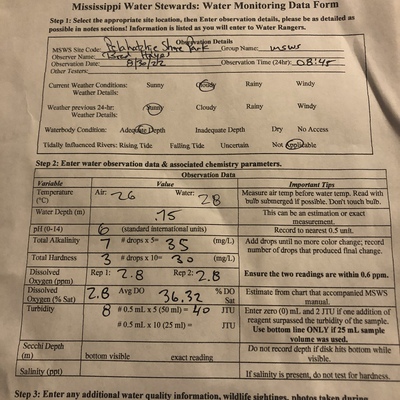 Mississippi Water Stewards: Water Monitoring Data Form
Step 1: Select the appropriate site location, then Enter observation details, please be as detailed as
possible in notes sections! Information is listed as you will enter to Water Rangers.
Observation Details
MSWS Site Code: Pelahatchie Shore Park Group Name: MSWS
Observer Name: Brad Hayes
Observation Date: 8/30/22 Observation Time (24hr): 08:45
Other Testers:
Current Weather Conditions: Sunny Cloudy Rainy Windy
Weather Details:
Weather previous 24-hr: Sunny Cloudy Rainy Windy
Weather Details:
Waterbody Condition: Adequate Depth Inadequate Depth Dry No Access
Tidally Influenced Rivers: Rising Tide Falling Tide Uncertain Not Applicable
Step 2: Enter water observation data & associated chemistry parameters.
Observation Data
Variable Value Important Tips
Temperature (°C) Air: 26 Water: 28 Measure air temp before water temp. Read with bulb submerged if possible. Don't touch bulb.
Water Depth (m) .75 This can be an estimation or exact measurement.
pH (0-14) 6 (standard international units) Record to nearest 0.5 unit.
Total Alkalinity 7 # drops x 5= 35 (mg/L) Add drops until no more color change; record number of drops that produced final change.
Total Hardness 3 # drops x 10= 30 (mg/L)
Dissolved Oxygen (ppm) Rep 1: 2.8 Rep 2: 2.8 Ensure the two readings are within 0.6 ppm.
Dissolved Oxygen (% Sat) 2.8 Avg DO 36.32 % DO Sat Estimate from chart that accompanied MSWS manual.
Turbidity 8 # 0.5 mL x 5 (50 ml) = 40 JTU Enter zero (0) mL and 2 JTU if one addition of reagent surpassed the turbidity of the sample.
# 0.5 mL x 10 (25 ml) = JTU Use bottom line ONLY if 25 mL sample volume was used.
Secchi Depth (m) bottom visible exact reading Do not record depth if disk hits bottom while visible.
Salinity (ppt) If salinity is present, do not test for hardness.
Step 3: Enter any additional water quality information, wildlife sightings, photos taken during